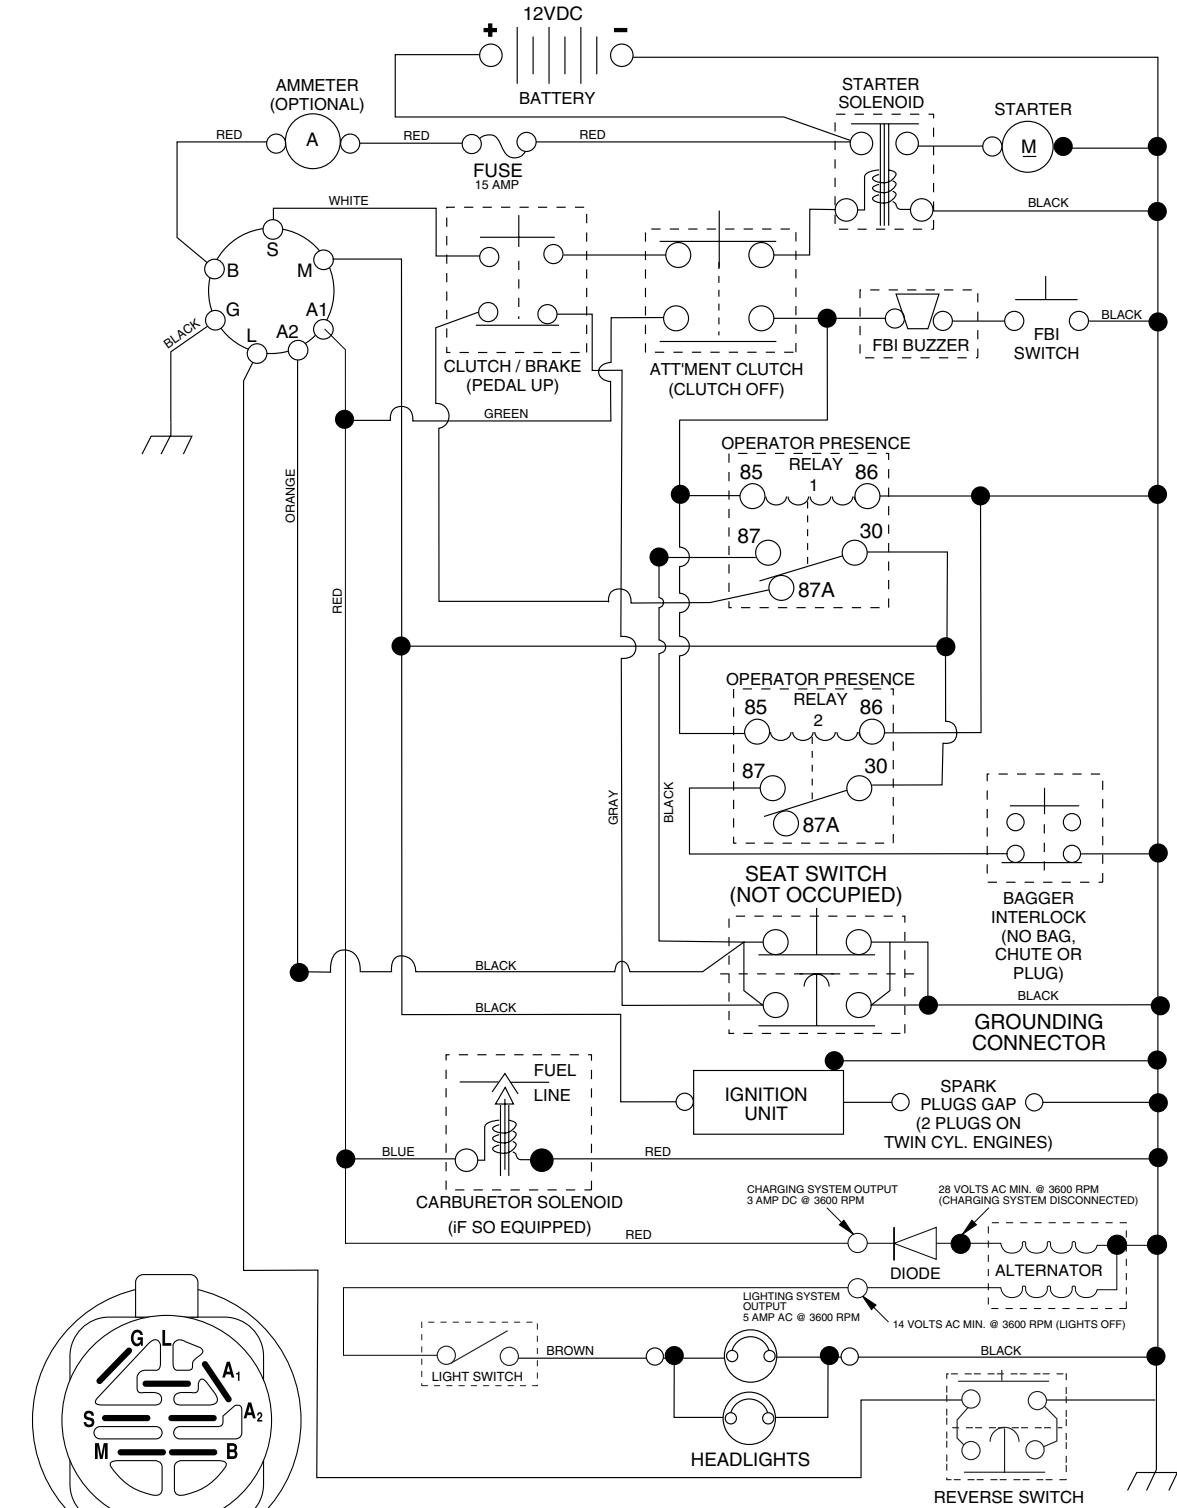 12VDC
+ -
BATTERY
AMMETER
(OPTIONAL)
RED
A
RED
FUSE
15 AMP
RED
STARTER
SOLENOID
STARTER
M
BLACK
WHITE
S
B
M
G
A1
L
A2
BLACK
CLUTCH / BRAKE
(PEDAL UP)
ATT'MENT CLUTCH
(CLUTCH OFF)
FBI BUZZER
FBI
SWITCH
BLACK
GREEN
ORANGE
RED
OPERATOR PRESENCE
RELAY
1
85
86
87
30
87A
OPERATOR PRESENCE
RELAY
2
85
86
87
30
87A
GRAY
BLACK
SEAT SWITCH
(NOT OCCUPIED)
BAGGER
INTERLOCK
(NO BAG,
CHUTE OR
PLUG)
BLACK
BLACK
BLACK
GROUNDING
CONNECTOR
FUEL
LINE
IGNITION
UNIT
SPARK
PLUGS GAP
(2 PLUGS ON
TWIN CYL. ENGINES)
BLUE
RED
CARBURETOR SOLENOID
(iF SO EQUIPPED)
CHARGING SYSTEM OUTPUT
3 AMP DC @ 3600 RPM
28 VOLTS AC MIN. @ 3600 RPM
(CHARGING SYSTEM DISCONNECTED)
RED
DIODE
ALTERNATOR
LIGHTING SYSTEM
OUTPUT
5 AMP AC @ 3600 RPM
14 VOLTS AC MIN. @ 3600 RPM (LIGHTS OFF)
LIGHT SWITCH
BROWN
BLACK
HEADLIGHTS
REVERSE SWITCH
G L
A1
S
A2
M
B